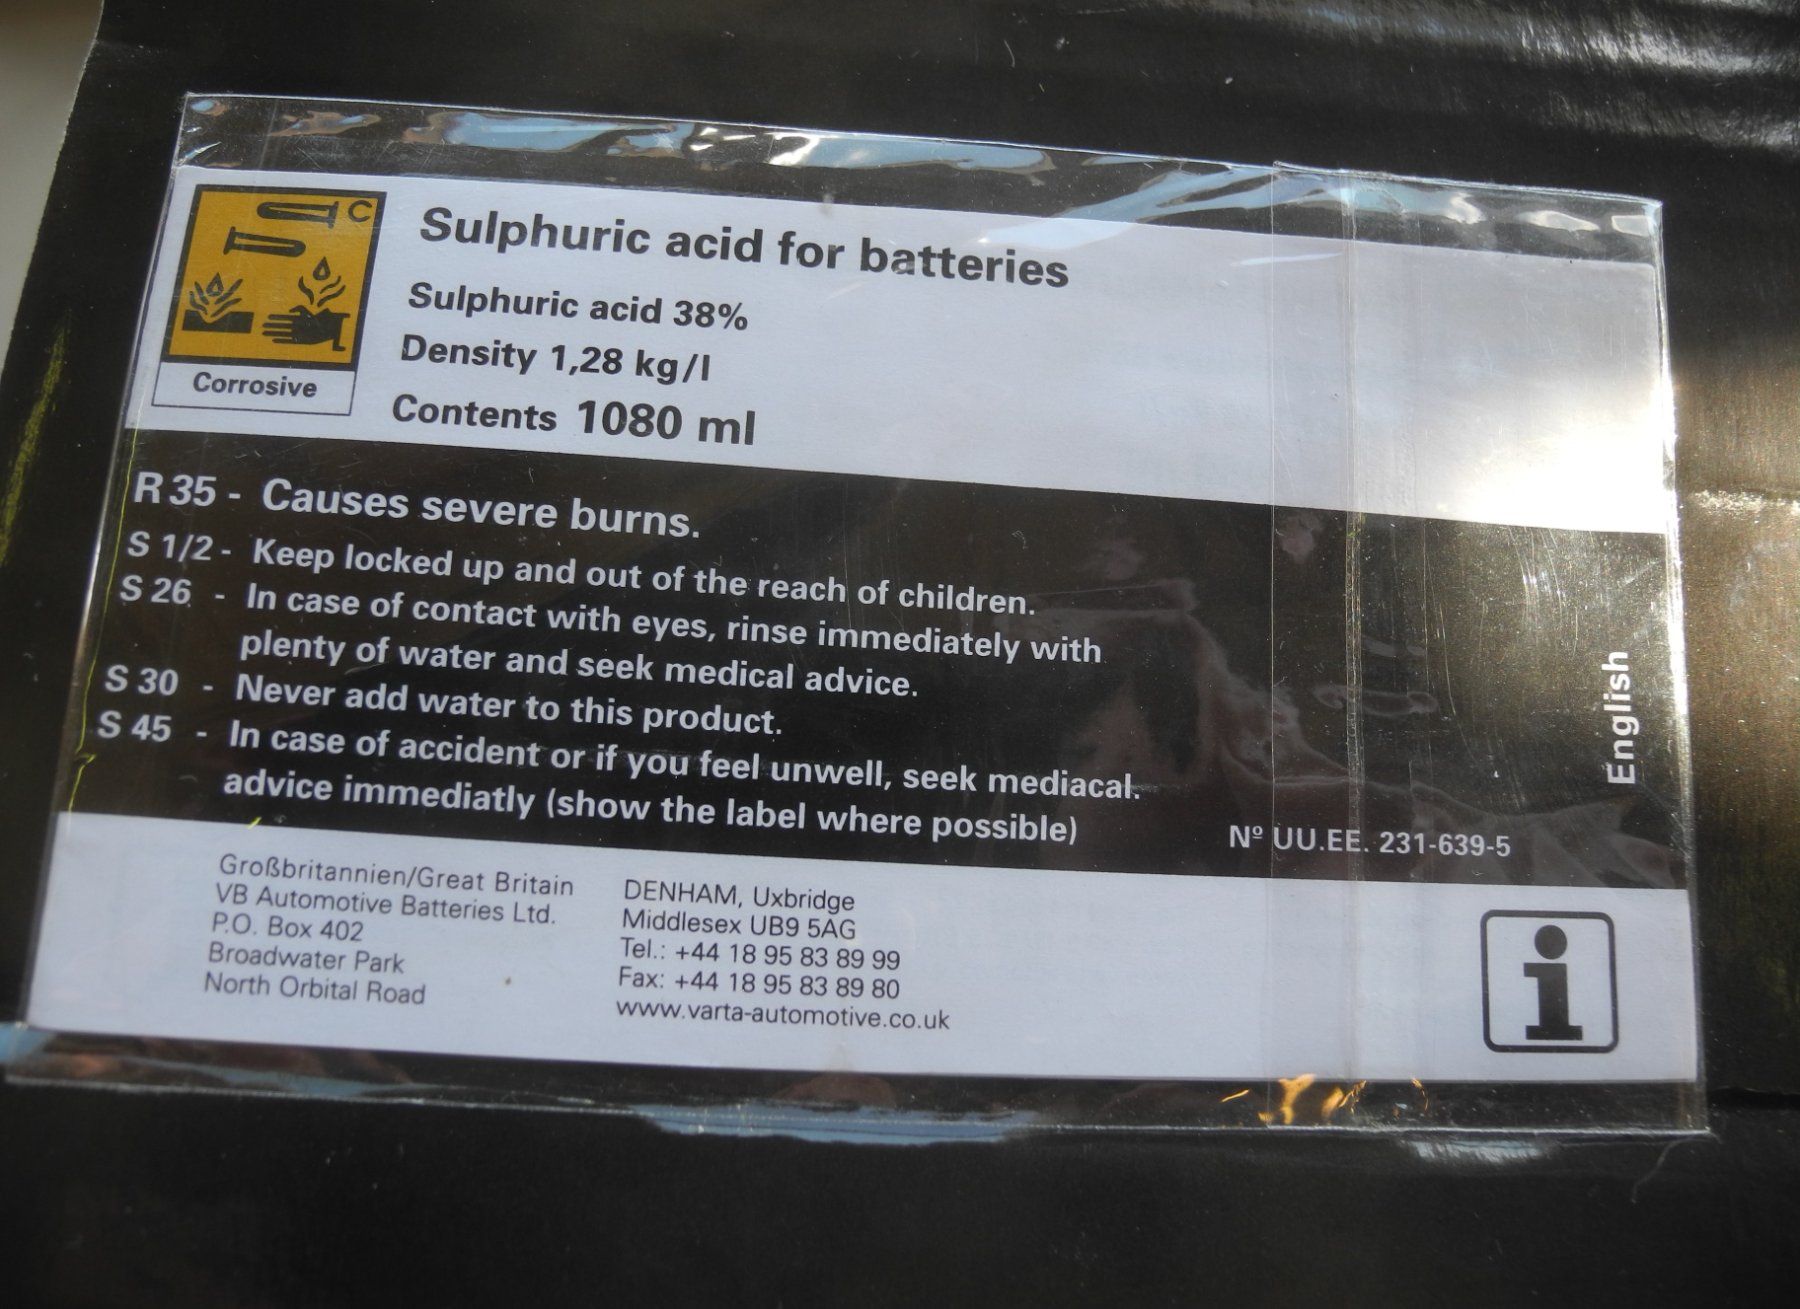 C
Corrosive
Sulphuric acid for batteries
Sulphuric acid 38%
Density 1,28 kg/l
Contents 1080 ml
R 35 - Causes severe burns.
S 1/2 - Keep locked up and out of the reach of children.
S 26 - In case of contact with eyes, rinse immediately with
plenty of water and seek medical advice.
S 30 - Never add water to this product.
S 45 - In case of accident or if you feel unwell, seek mediacal.
advice immediatly (show the label where possible)
Nº UU.EE. 231-639-5
English
Großbritannien/Great Britain
VB Automotive Batteries Ltd.
P.O. Box 402
Broadwater Park
North Orbital Road
DENHAM, Uxbridge
Middlesex UB9 5AG
Tel.: +44 18 95 83 89 99
Fax: +44 18 95 83 89 80
www.varta-automotive.co.uk
i